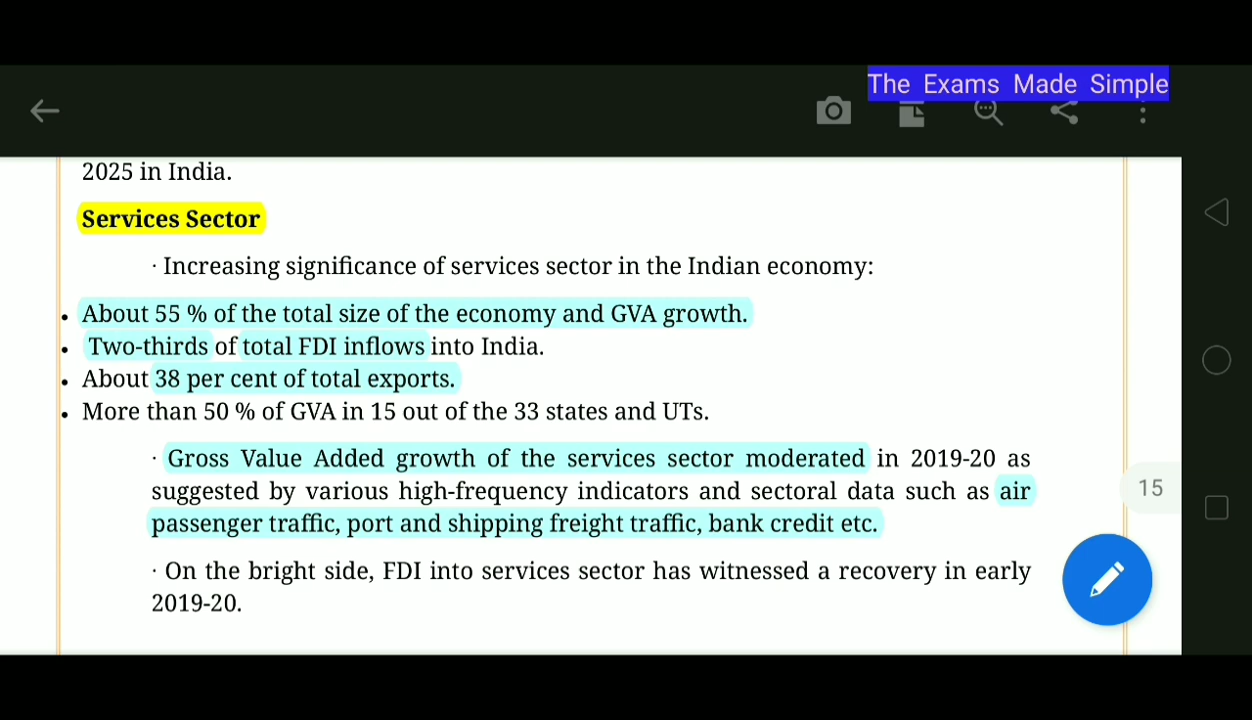 The Exams Made Simple
2025 in India.
Services Sector
· Increasing significance of services sector in the Indian economy:
• About 55 % of the total size of the economy and GVA growth.
• Two-thirds of total FDI inflows into India.
• About 38 per cent of total exports.
• More than 50 % of GVA in 15 out of the 33 states and UTs.
· Gross Value Added growth of the services sector moderated in 2019-20 as
suggested by various high-frequency indicators and sectoral data such as air
passenger traffic, port and shipping freight traffic, bank credit etc.
15
· On the bright side, FDI into services sector has witnessed a recovery in early
2019-20.